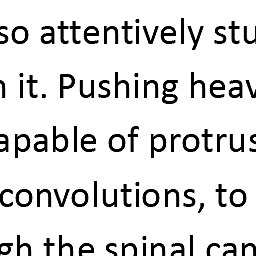 so attentively stu
n it. Pushing heav
apable of protrus
convolutions, to
gh the spinal can